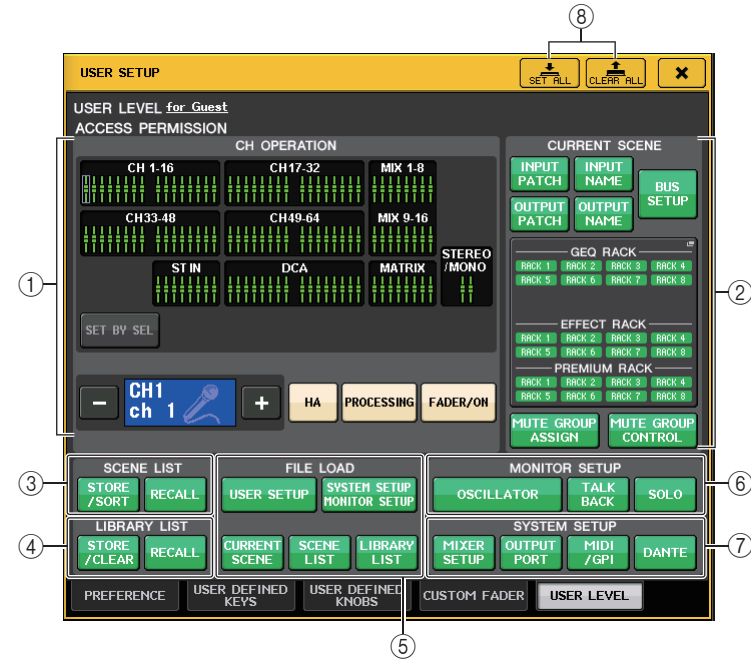 ⑧
USER SETUP
SET ALL
CLEAR ALL
USER LEVEL for Guest
ACCESS PERMISSION
①
CH OPERATION
CH 1-16
CH17-32
MIX 1-8
CH33-48
CH49-64
MIX 9-16
ST IN
DCA
MATRIX
STEREO
/MONO
SET BY SEL
−
CH1
ch 1
+
HA
PROCESSING
FADER/ON
②
CURRENT SCENE
INPUT
PATCH
INPUT
NAME
BUS
SETUP
OUTPUT
PATCH
OUTPUT
NAME
GEQ RACK
RACK 1 RACK 2 RACK 3 RACK 4
RACK 5 RACK 6 RACK 7 RACK 8
EFFECT RACK
RACK 1 RACK 2 RACK 3 RACK 4
RACK 5 RACK 6 RACK 7 RACK 8
PREMIUM RACK
RACK 1 RACK 2 RACK 3 RACK 4
RACK 5 RACK 6 RACK 7 RACK 8
MUTE GROUP
ASSIGN
MUTE GROUP
CONTROL
③
SCENE LIST
STORE
/SORT
RECALL
④
LIBRARY LIST
STORE
/CLEAR
RECALL
FILE LOAD
USER SETUP
SYSTEM SETUP
MONITOR SETUP
CURRENT
SCENE
SCENE
LIST
LIBRARY
LIST
⑤
MONITOR SETUP
OSCILLATOR
TALK
BACK
SOLO
⑥
SYSTEM SETUP
MIXER
SETUP
OUTPUT
PORT
MIDI
/GPI
DANTE
⑦
PREFERENCE
USER DEFINED
KEYS
USER DEFINED
KNOBS
CUSTOM FADER
USER LEVEL